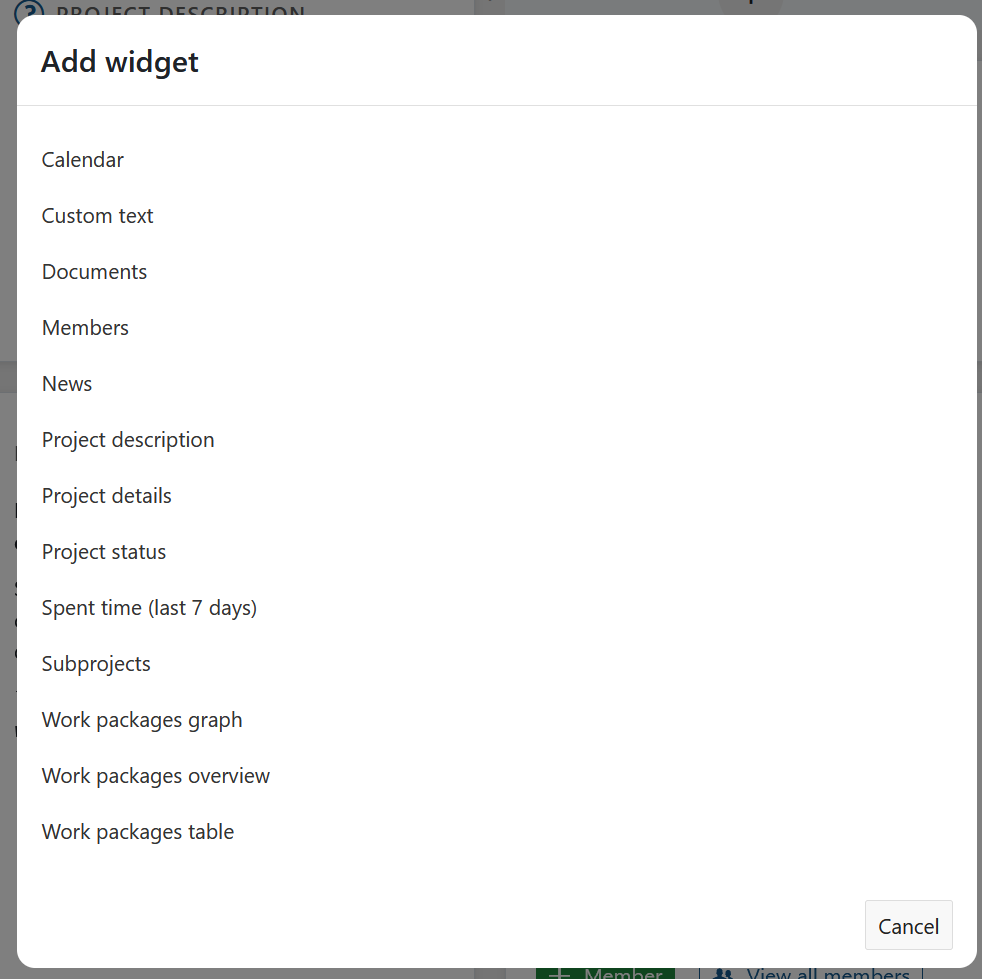 PROJECT DESCRIPTION
Add widget
Calendar
Custom text
Documents
Members
News
Project description
Project details
Project status
Spent time (last 7 days)
Subprojects
Work packages graph
Work packages overview
Work packages table
Cancel
Member
View all members